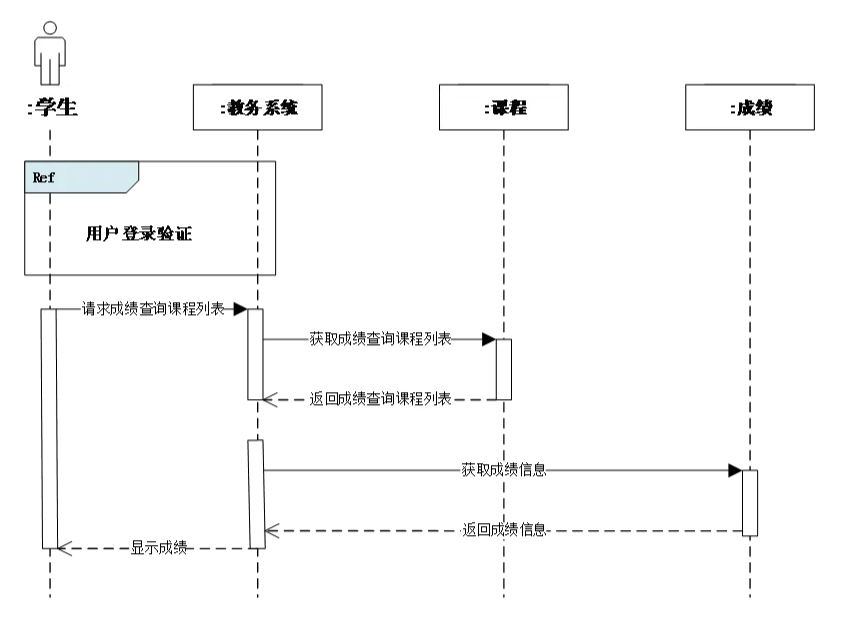 :学生
:教务系统
:课程
:成绩
Ref
用户登录验证
请求成绩查询课程列表
获取成绩查询课程列表
返回成绩查询课程列表
获取成绩信息
返回成绩信息
显示成绩